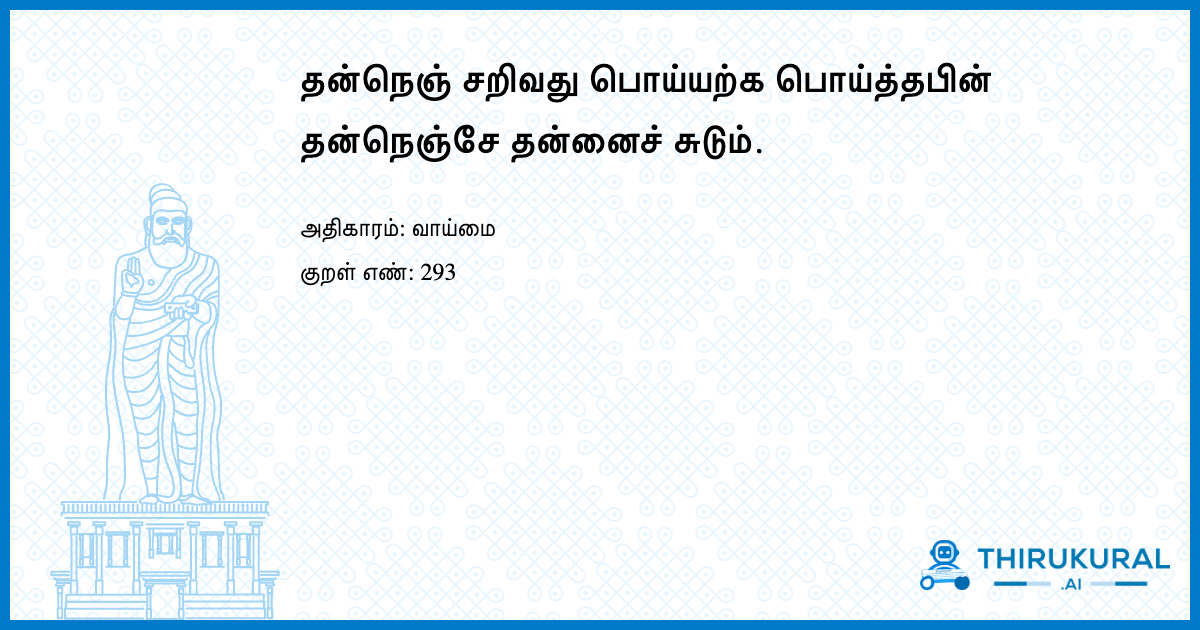 தன்நெஞ் சறிவது பொய்யற்க பொய்த்தபின்
தன்நெஞ்சே தன்னைச் சுடும்.
அதிகாரம்: வாய்மை
குறள் எண்: 293
THIRUKURAL
.AI